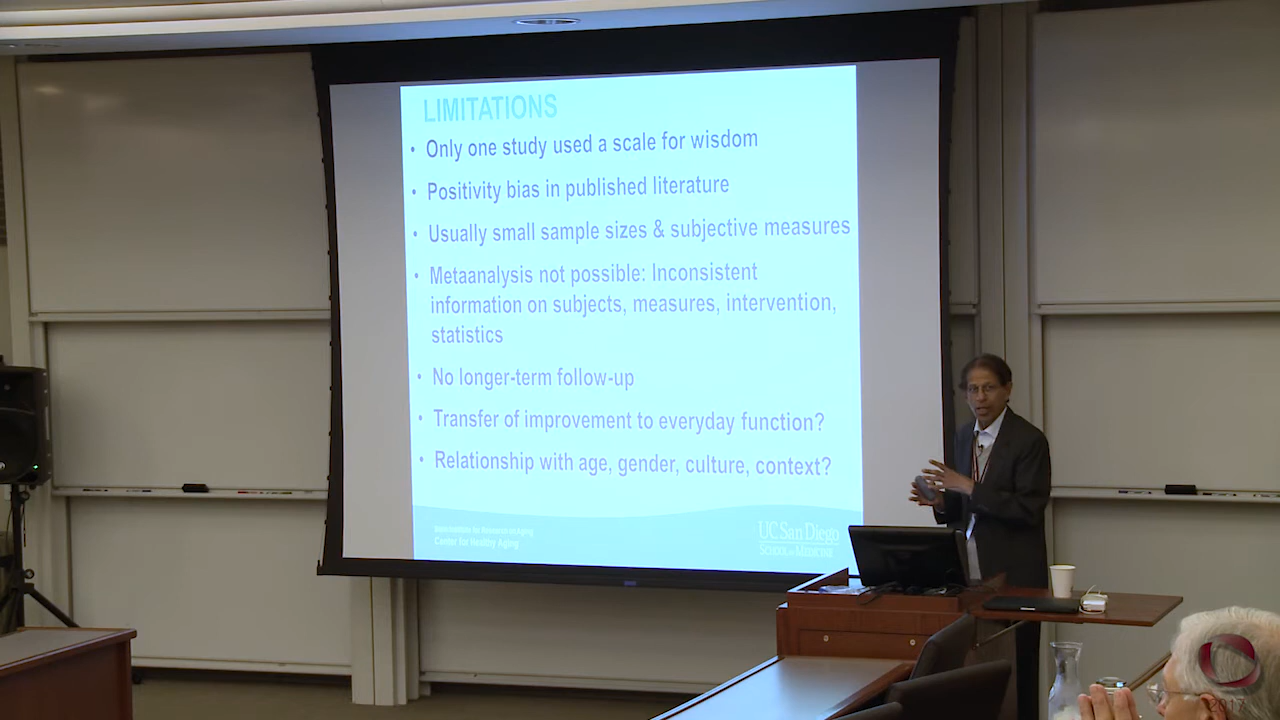 LIMITATIONS
• Only one study used a scale for wisdom
• Positivity bias in published literature
• Usually small sample sizes & subjective measures
• Metaanalysis not possible: Inconsistent
information on subjects, measures, intervention,
statistics
• No longer-term follow-up
• Transfer of improvement to everyday function?
• Relationship with age, gender, culture, context?
Center for Healthy Aging
UC San Diego
SCHOOL OF MEDICINE